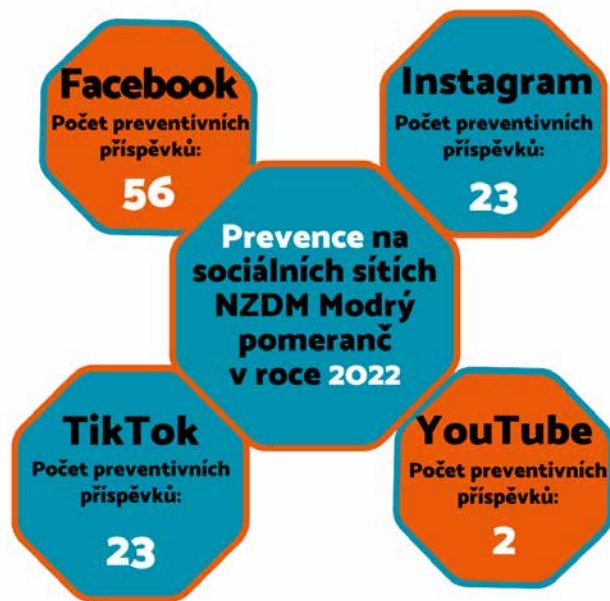 Facebook
Počet preventivních
příspěvků:
56
Instagram
Počet preventivních
příspěvků:
23
Prevence na
sociálních sítích
NZDM Modrý
pomeranč
v roce 2022
TikTok
Počet preventivních
příspěvků:
23
YouTube
Počet preventivních
příspěvků:
2